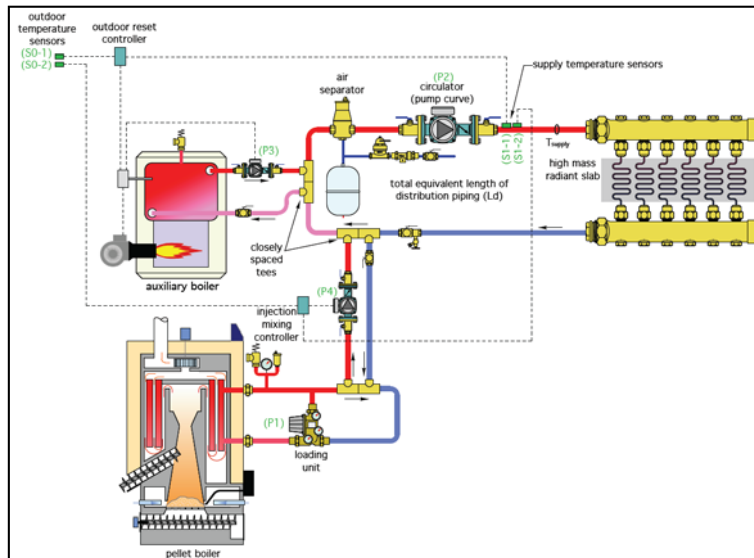 outdoor
temperature
sensors
(S0-1)
(S0-2)
outdoor reset
controller
air
separator
(P2)
circulator
(pump curve)
supply temperature sensors
(S1-1)
(S1-2)
Tsupply
high mass
radiant slab
(P3)
total equivalent length of
distribution piping (Ld)
closely
spaced
tees
auxiliary boiler
(P4)
injection
mixing
controller
(P1)
loading
unit
pellet boiler